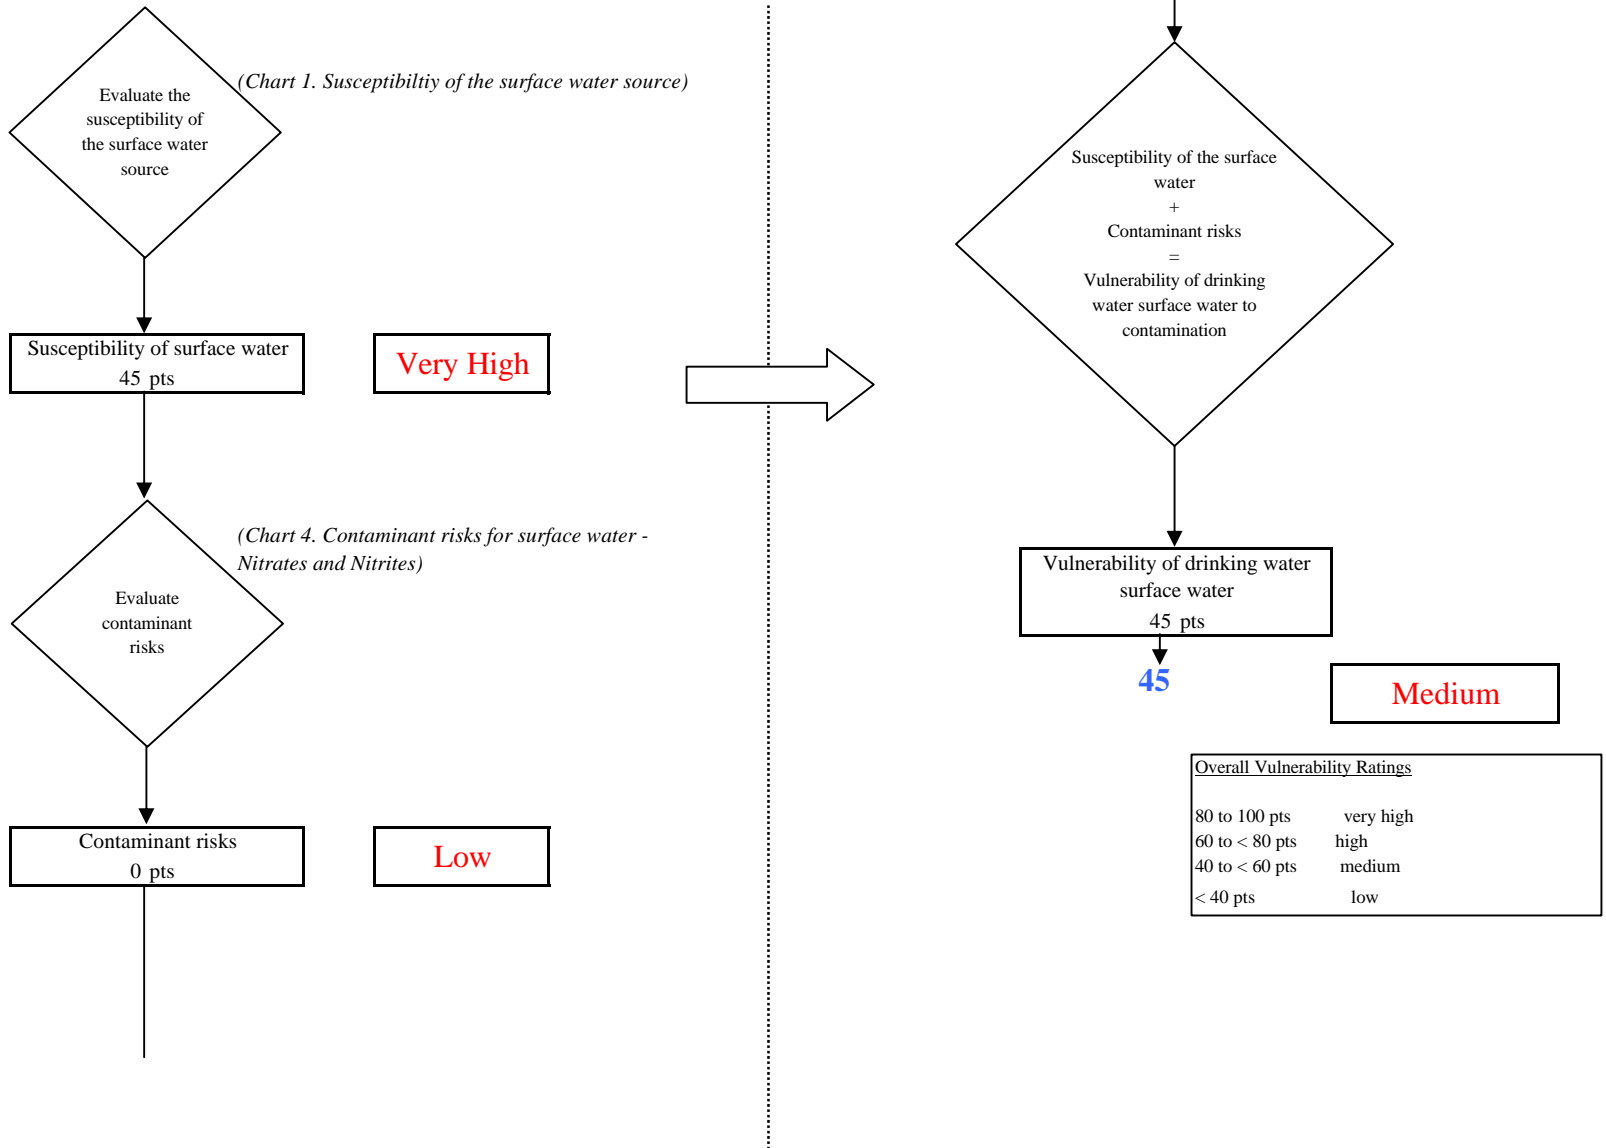 Evaluate the
susceptibility of
the surface water
source
(Chart 1. Susceptibiltiy of the surface water source)
Susceptibility of surface water
45 pts
Very High
(Chart 4. Contaminant risks for surface water -
Nitrates and Nitrites)
Evaluate
contaminant
risks
Contaminant risks
0 pts
Low
Susceptibility of the surface
water
+
Contaminant risks
=
Vulnerability of drinking
water surface water to
contamination
Vulnerability of drinking water
surface water
45 pts
45
Medium
Overall Vulnerability Ratings
80 to 100 pts very high
60 to < 80 pts high
40 to < 60 pts medium
< 40 pts low